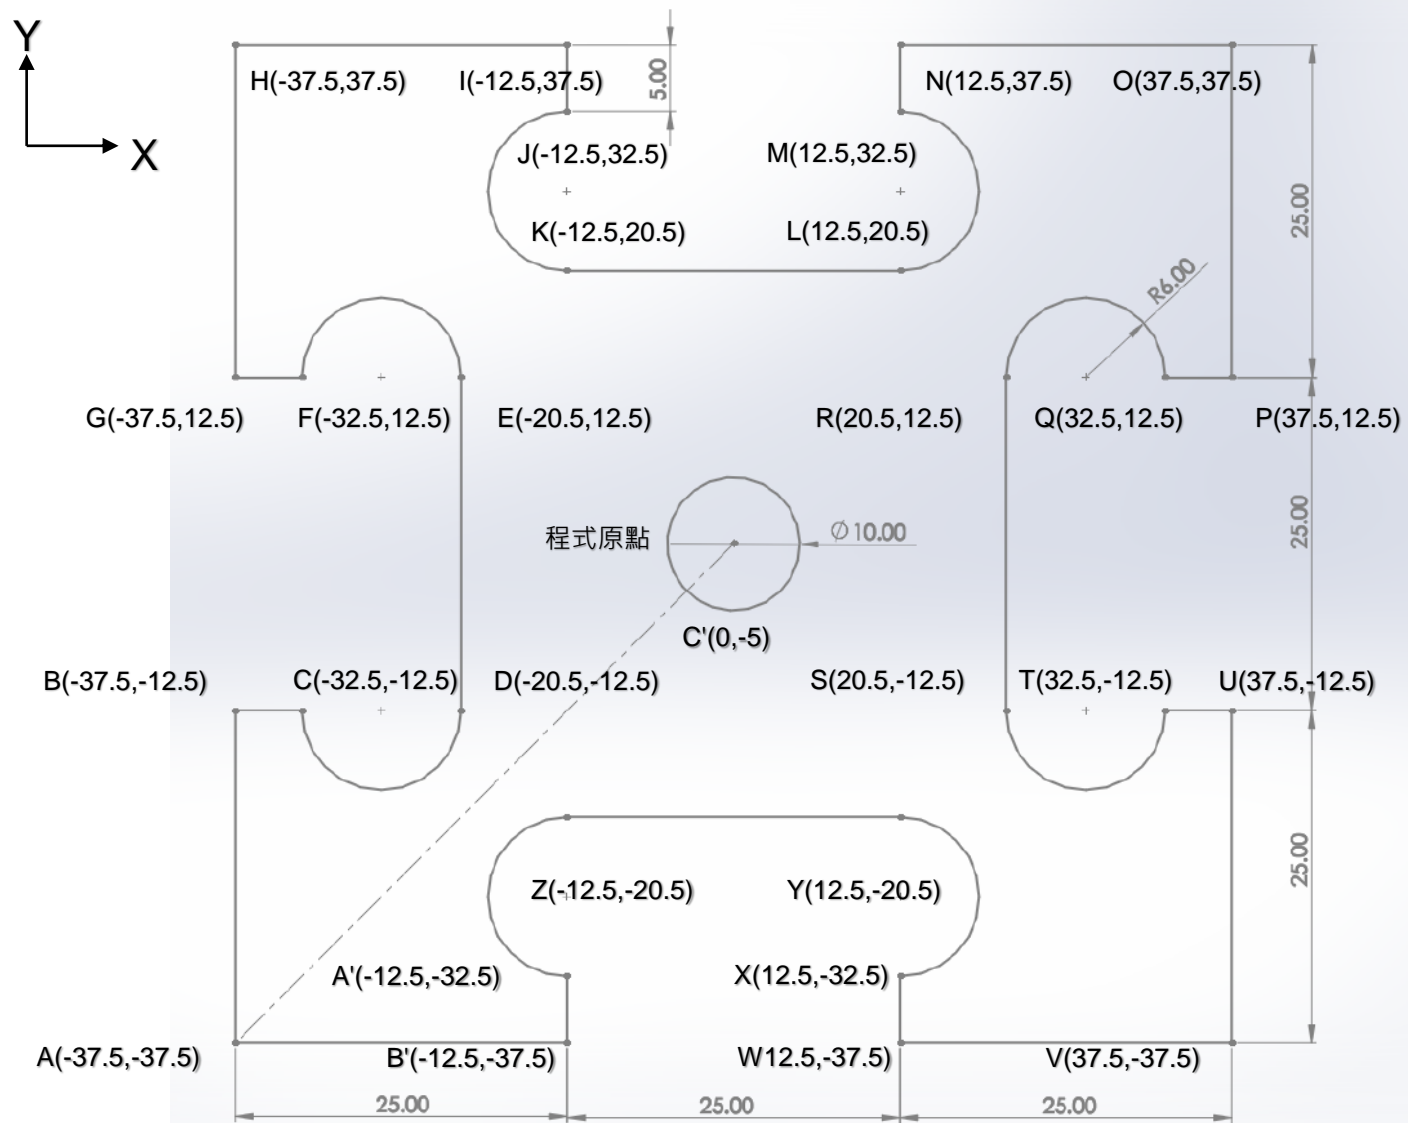 Y
H(-37.5,37.5) I(-12.5,37.5) 5.00 N(12.5,37.5) O(37.5,37.5)
X J(-12.5,32.5) M(12.5,32.5)
25.00
K(-12.5,20.5) L(12.5,20.5)
R6.00
G(-37.5,12.5) F(-32.5,12.5) E(-20.5,12.5) R(20.5,12.5) Q(32.5,12.5) P(37.5,12.5)
程式原點 Ø10.00 25.00
C'(0,-5)
B(-37.5,-12.5) C(-32.5,-12.5) D(-20.5,-12.5) S(20.5,-12.5) T(32.5,-12.5) U(37.5,-12.5)
25.00
Z(-12.5,-20.5) Y(12.5,-20.5)
A'(-12.5,-32.5) X(12.5,-32.5)
A(-37.5,-37.5) B'(-12.5,-37.5) W12.5,-37.5) V(37.5,-37.5)
25.00 25.00 25.00